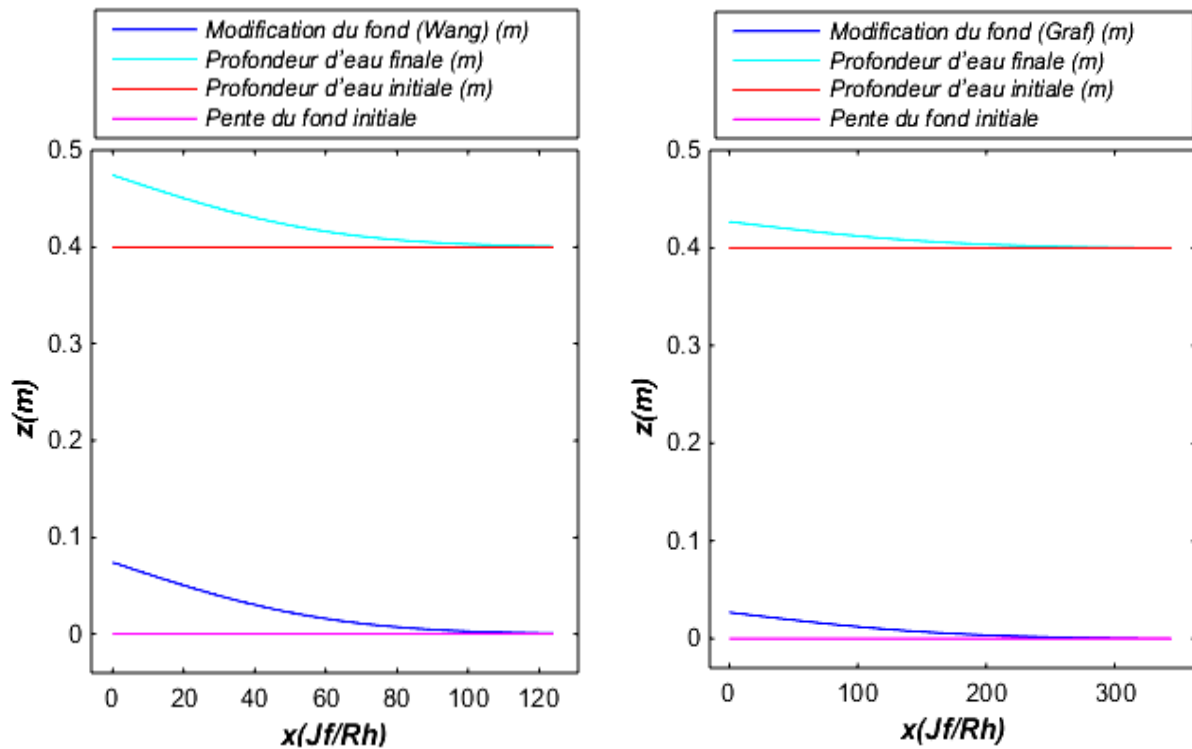 Modification du fond (Wang) (m)
Profondeur d'eau finale (m)
Profondeur d'eau initiale (m)
Pente du fond initiale
0.5
0.4
0.3
0.2
0.1
0
z(m)
0 20 40 60 80 100 120
x(Jf/Rh)
Modification du fond (Graf) (m)
Profondeur d'eau finale (m)
Profondeur d'eau initiale (m)
Pente du fond initiale
0.5
0.4
0.3
0.2
0.1
0
z(m)
0 100 200 300
x(Jf/Rh)